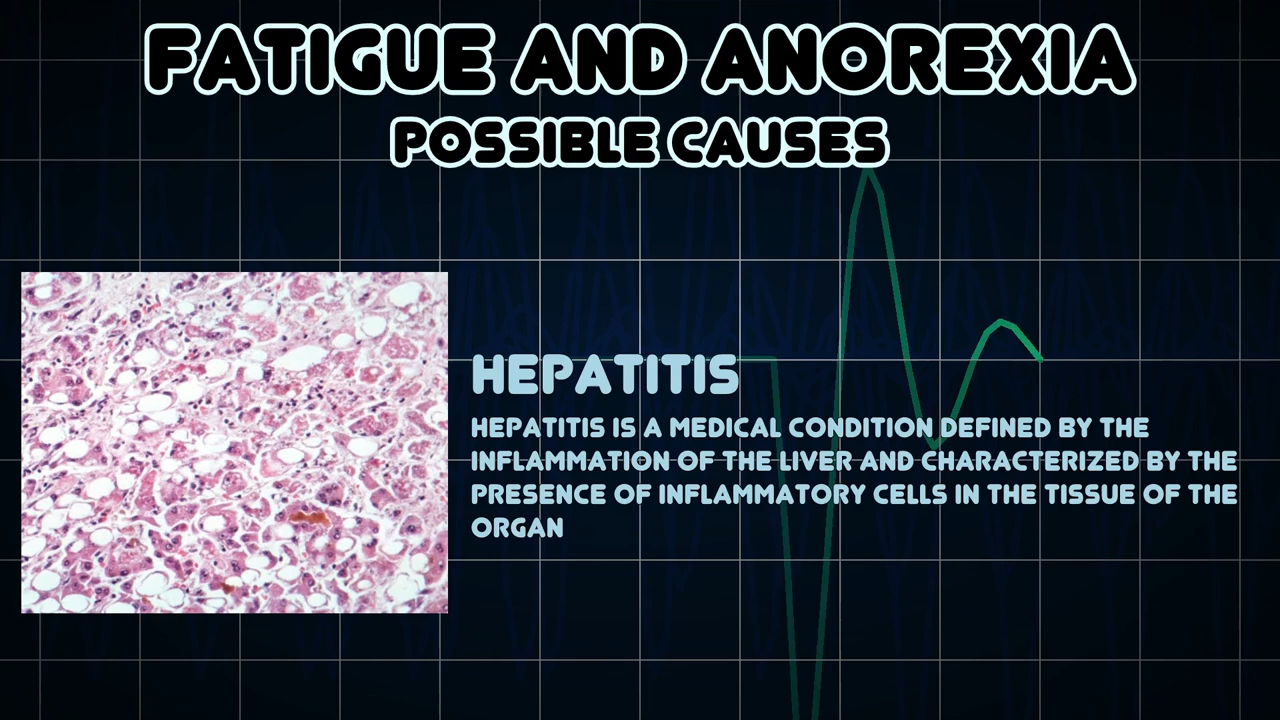 FATIGUE AND ANOREXIA
POSSIBLE CAUSES
HEPATITIS
HEPATITIS IS A MEDICAL CONDITION DEFINED BY THE
INFLAMMATION OF THE LIVER AND CHARACTERIZED BY THE
PRESENCE OF INFLAMMATORY CELLS IN THE TISSUE OF THE
ORGAN